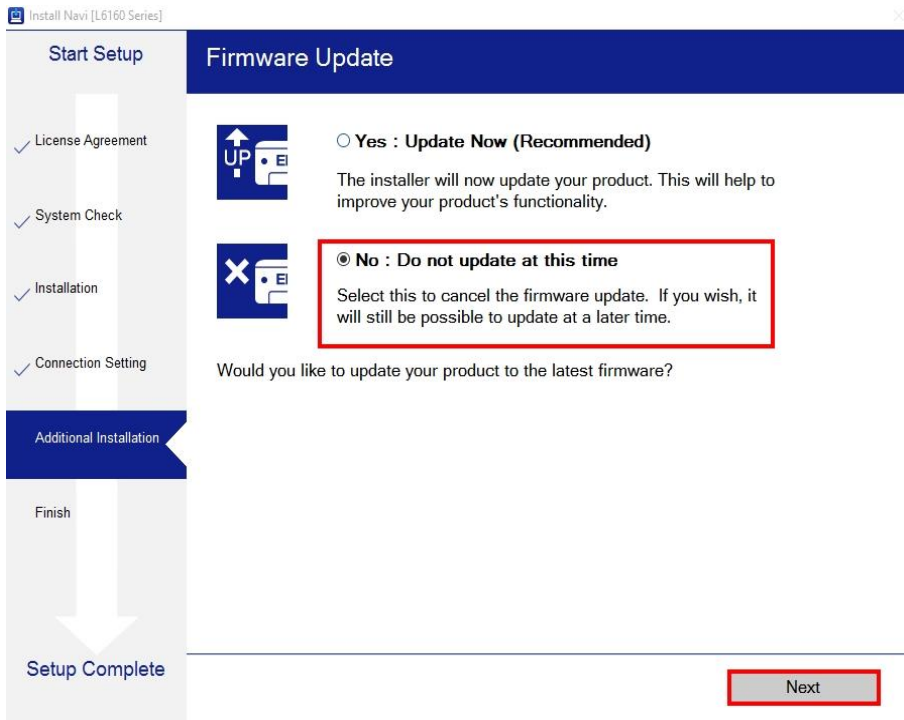 Install Navi [L6160 Series]
Start Setup
Firmware Update
License Agreement
System Check
Installation
Connection Setting
Additional Installation
Finish
Setup Complete
UP
Yes : Update Now (Recommended)
The installer will now update your product. This will help to
improve your product's functionality.
No : Do not update at this time
Select this to cancel the firmware update.  If you wish, it
will still be possible to update at a later time.
Would you like to update your product to the latest firmware?
Next